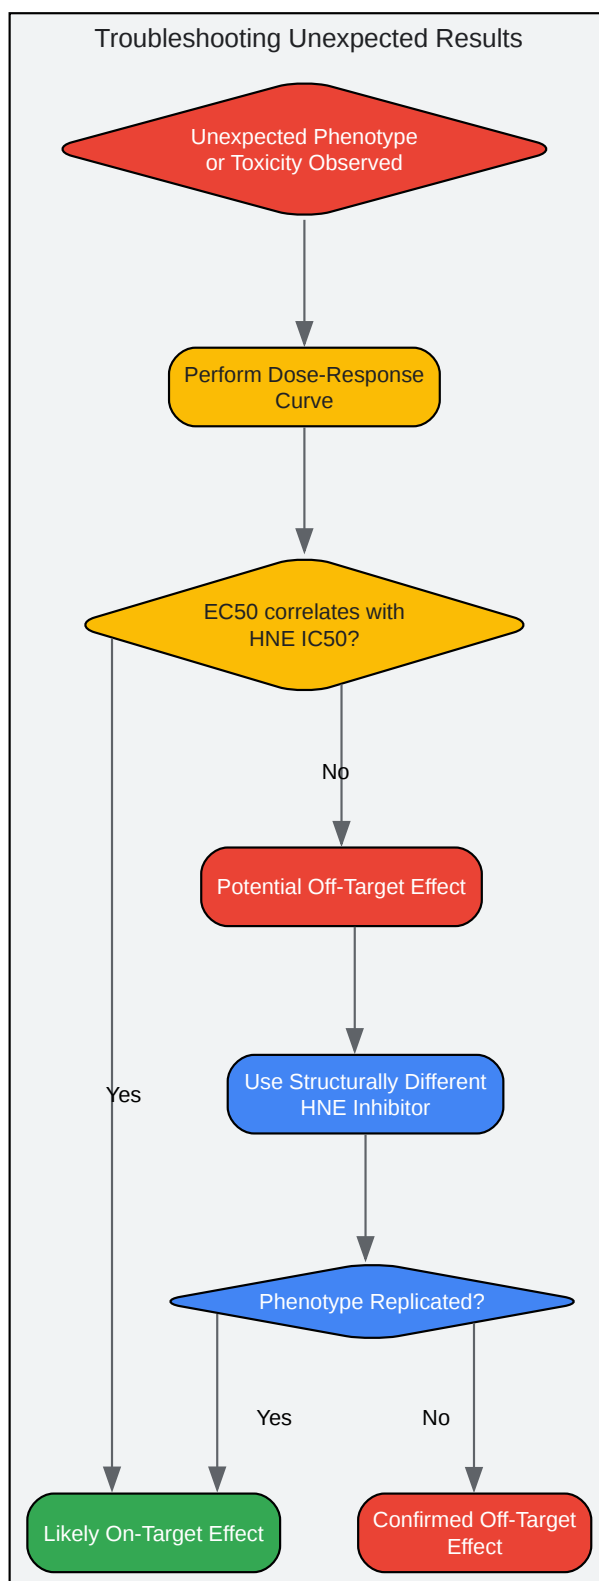 Troubleshooting Unexpected Results
Unexpected Phenotype
or Toxicity Observed
Perform Dose-Response
Curve
EC50 correlates with
HNE IC50?
No
Potential Off-Target Effect
Use Structurally Different
HNE Inhibitor
Yes
Phenotype Replicated?
Yes
No
Likely On-Target Effect
Confirmed Off-Target
Effect